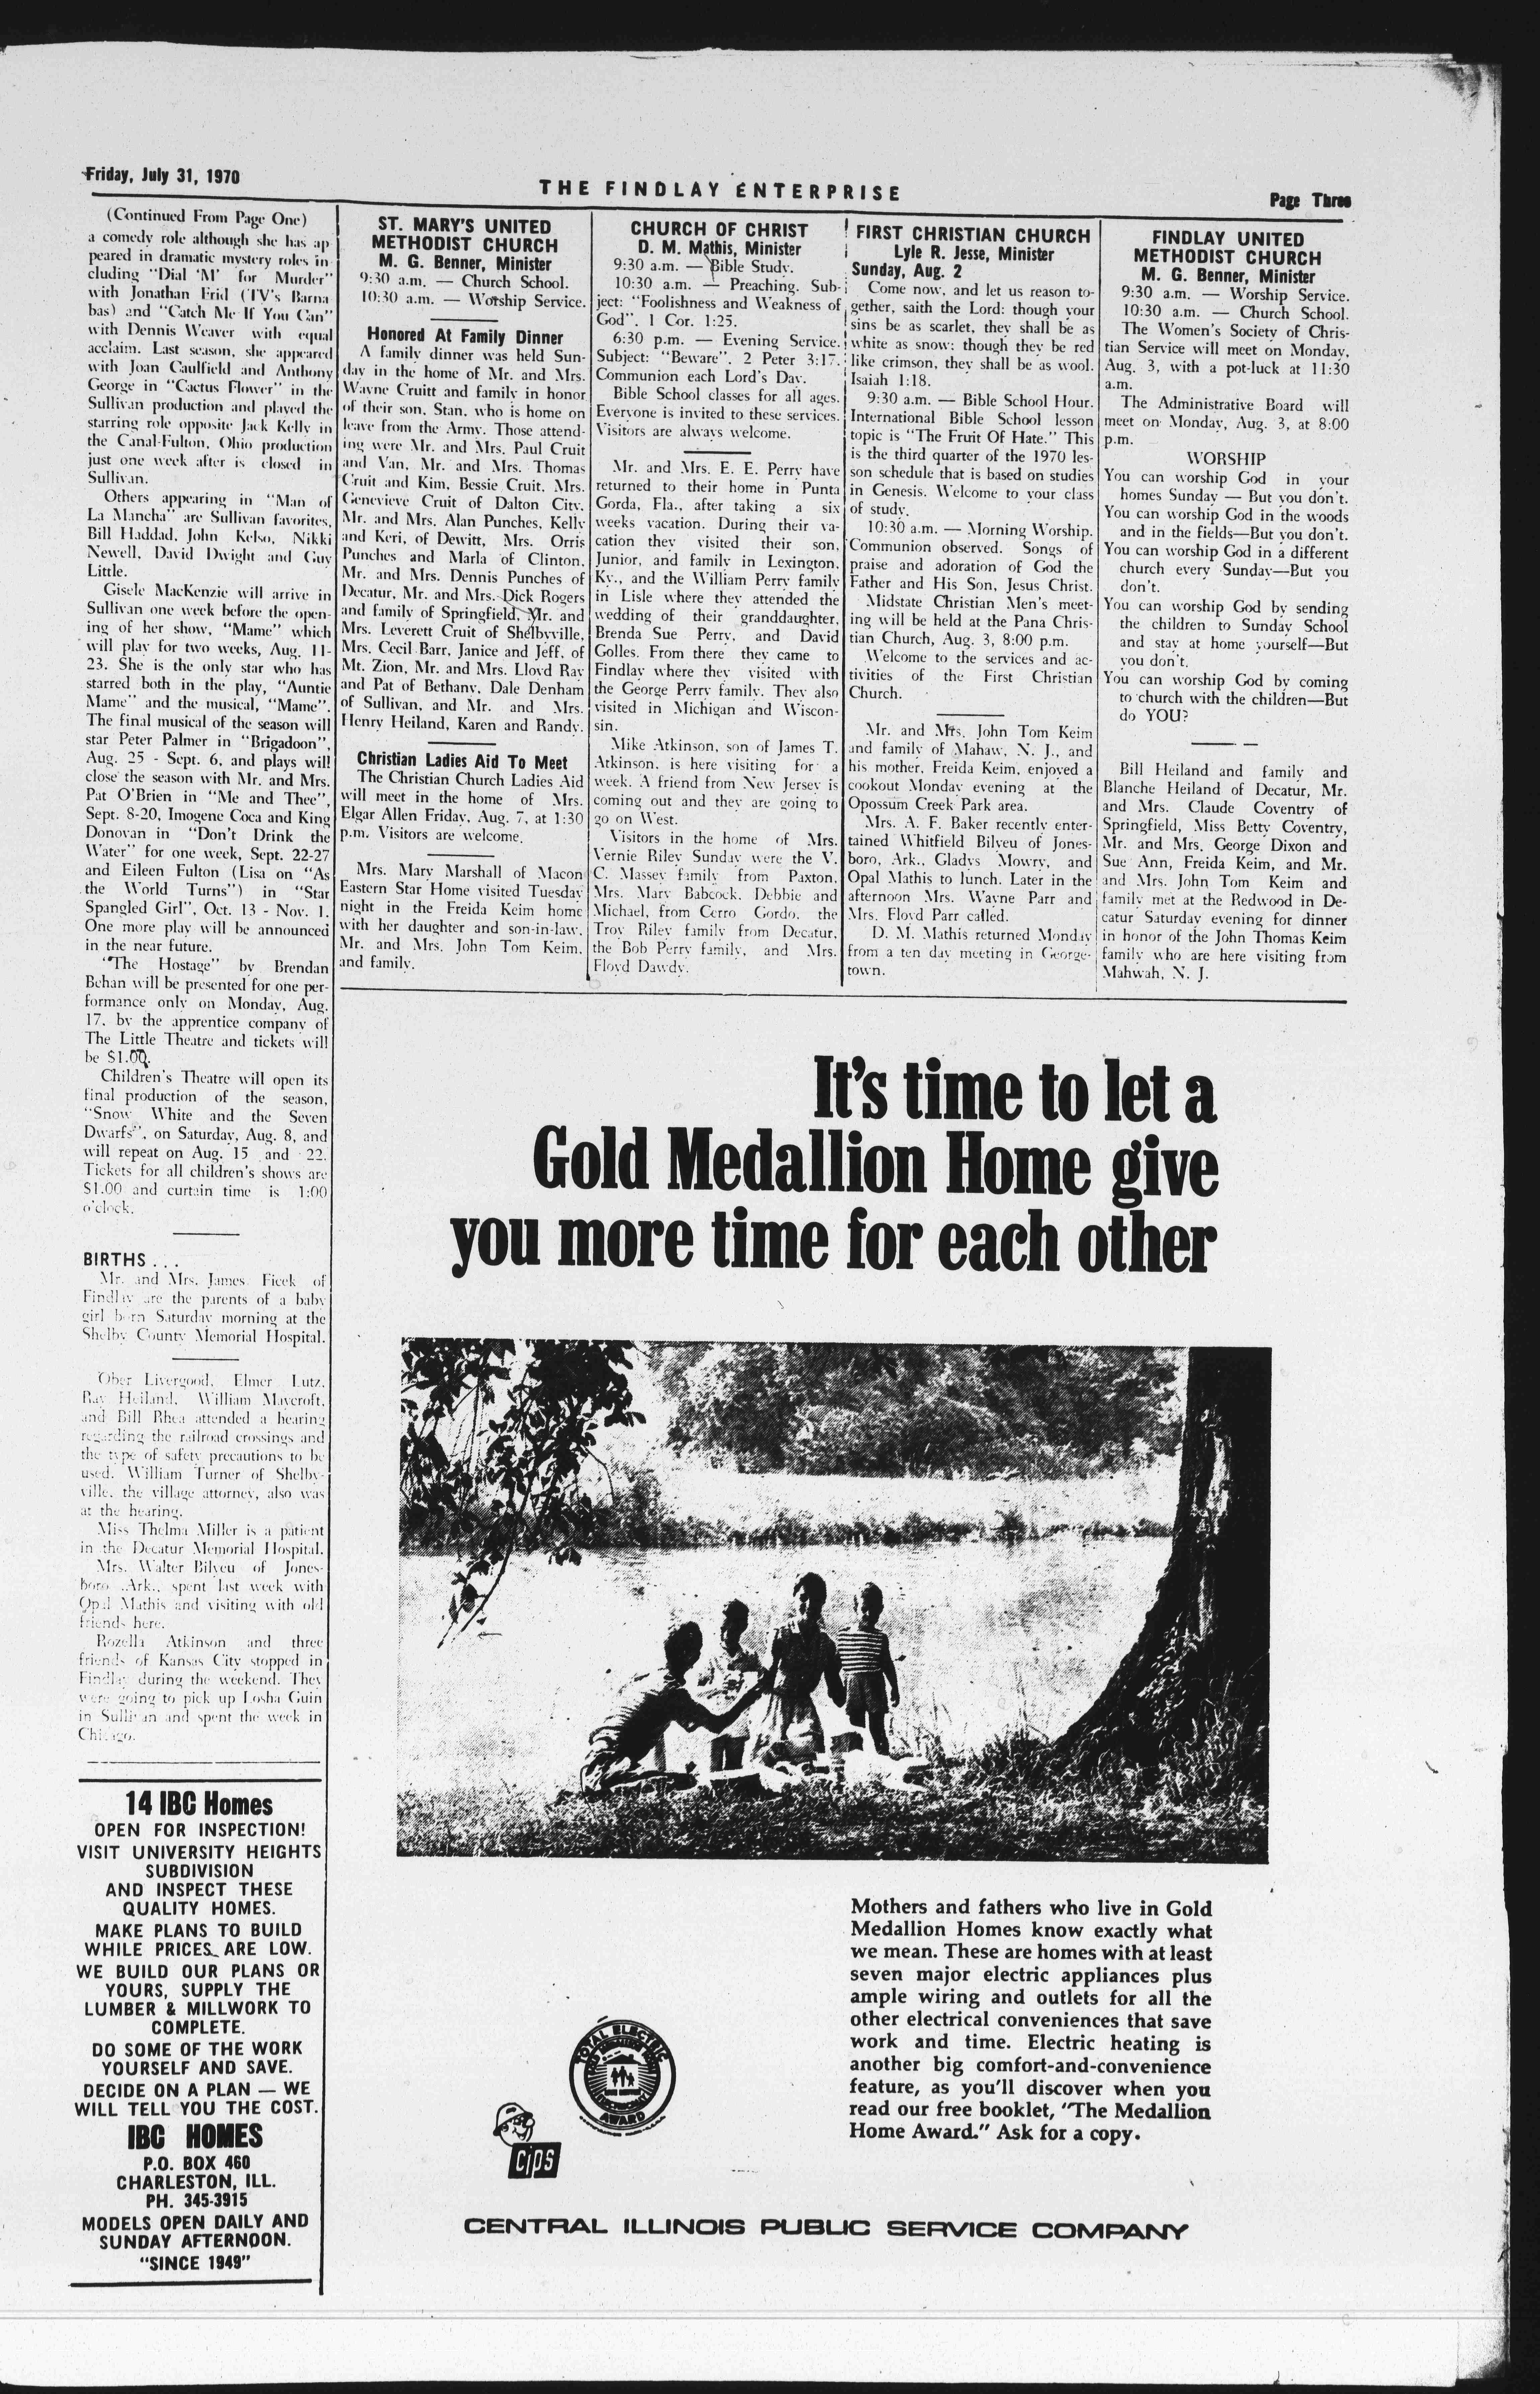 Friday, July 31, 1970
THE FINDLAY ENTERPRISE
Page Three
(Continued From Page One)
a comedy role although she has ap
peared in dramatic mystery roles in
cluding "Dial 'M' for Murder"
with Jonathan Frid (TV's Barna
bas) and "Catch Me If You Can"
with Dennis Weaver with equal
acclaim. Last season, she appeared
with Joan Caulfield and Anthony
George in "Cactus Flower" in the
Sullivan production and played the
starring role opposite Jack Kelly in
the Canal-Fulton, Ohio production
just one week after is closed in
Sullivan.
Others appearing in "Man of
La Mancha" are Sullivan favorites,
Bill Haddad, John Kelso, Nikki
Newell, David Dwight and Guy
Little.
Gisele MacKenzie will arrive in
Sullivan one week before the open-
ing of her show, "Mame" which
will play for two weeks, Aug. 11-
23. She is the only star who has
starred both in the play, "Auntie
Mame" and the musical, "Mame".
The final musical of the season will
star Peter Palmer in "Brigadoon",
Aug. 25 - Sept. 6, and plays will
close the season with Mr. and Mrs.
Pat O'Brien in "Me and Thee",
Sept. 8-20, Imogene Coca and King
Donovan in "Don't Drink the
Water" for one week, Sept. 22-27
and Eileen Fulton (Lisa on "As
the World Turns") in "Star
Spangled Girl", Oct. 13 - Nov. 1.
One more play will be announced
in the near future.
"The Hostage" by Brendan
Behan will be presented for one per-
formance only on Monday, Aug.
17, by the apprentice company of
The Little Theatre and tickets will
be $1.00.
Children's Theatre will open its
final production of the season,
"Snow White and the Seven
Dwarfs", on Saturday, Aug. 8, and
will repeat on Aug. 15 and 22.
Tickets for all children's shows are
$1.00 and curtain time is 1:00
o'clock.
BIRTHS . . .
Mr. and Mrs. James Ficek of
Findlay are the parents of a baby
girl born Saturday morning at the
Shelby County Memorial Hospital.
Ober Livergood, Elmer Lutz,
Ray Heiland, William Maycroft,
and Bill Rhea attended a hearing
regarding the railroad crossings and
the type of safety precautions to be
used. William Turner of Shelby-
ville, the village attorney, also was
at the hearing.
Miss Thelma Miller is a patient
in the Decatur Memorial Hospital.
Mrs. Walter Bilyeu of Jones-
boro, Ark., spent last week with
Opal Mathis and visiting with old
friends here.
Rozella Atkinson and three
friends of Kansas City stopped in
Findlay during the weekend. They
were going to pick up Losha Guin
in Sullivan and spent the week in
Chicago.
14 IBC Homes
OPEN FOR INSPECTION!
VISIT UNIVERSITY HEIGHTS
SUBDIVISION
AND INSPECT THESE
QUALITY HOMES.
MAKE PLANS TO BUILD
WHILE PRICES ARE LOW.
WE BUILD OUR PLANS OR
YOURS, SUPPLY THE
LUMBER & MILLWORK TO
COMPLETE.
DO SOME OF THE WORK
YOURSELF AND SAVE.
DECIDE ON A PLAN — WE
WILL TELL YOU THE COST.
IBC HOMES
P.O. BOX 460
CHARLESTON, ILL.
PH. 345-3915
MODELS OPEN DAILY AND
SUNDAY AFTERNOON.
"SINCE 1949"
ST. MARY'S UNITED
METHODIST CHURCH
M. G. Benner, Minister
9:30 a.m. — Church School.
10:30 a.m. — Worship Service.
Honored At Family Dinner
A family dinner was held Sun-
day in the home of Mr. and Mrs.
Wayne Cruitt and family in honor
of their son, Stan, who is home on
leave from the Army. Those attend-
ing were Mr. and Mrs. Paul Cruit
and Van, Mr. and Mrs. Thomas
Cruit and Kim, Bessie Cruit, Mrs.
Genevieve Cruit of Dalton City,
Mr. and Mrs. Alan Punches, Kelly
and Keri, of Dewitt, Mrs. Orris
Punches and Marla of Clinton,
Mr. and Mrs. Dennis Punches of
Decatur, Mr. and Mrs. Dick Rogers
and family of Springfield, Mr. and
Mrs. Leverett Cruit of Shelbyville,
Mrs. Cecil Barr, Janice and Jeff, of
Mt. Zion, Mr. and Mrs. Lloyd Ray
and Pat of Bethany, Dale Denham
of Sullivan, and Mr. and Mrs.
Henry Heiland, Karen and Randy.
Christian Ladies Aid To Meet
The Christian Church Ladies Aid
will meet in the home of Mrs.
Elgar Allen Friday, Aug. 7, at 1:30
p.m. Visitors are welcome.
Mrs. Mary Marshall of Macon
Eastern Star Home visited Tuesday
night in the Freida Keim home
with her daughter and son-in-law,
Mr. and Mrs. John Tom Keim,
and family.
CHURCH OF CHRIST
D. M. Mathis, Minister
9:30 a.m. — Bible Study.
10:30 a.m. — Preaching. Sub-
ject: "Foolishness and Weakness of
God". 1 Cor. 1:25.
6:30 p.m. — Evening Service.
Subject: "Beware". 2 Peter 3:17.
Communion each Lord's Day.
Bible School classes for all ages.
Everyone is invited to these services.
Visitors are always welcome.
Mr. and Mrs. E. E. Perry have
returned to their home in Punta
Gorda, Fla., after taking a six
weeks vacation. During their va-
cation they visited their son,
Junior, and family in Lexington,
Ky., and the William Perry family
in Lisle where they attended the
wedding of their granddaughter,
Brenda Sue Perry, and David
Golles. From there they came to
Findlay where they visited with
the George Perry family. They also
visited in Michigan and Wiscon-
sin.
Mike Atkinson, son of James T.
Atkinson, is here visiting for a
week. A friend from New Jersey is
coming out and they are going to
go on West.
Visitors in the home of Mrs.
Vernie Riley Sunday were the V.
C. Massey family from Paxton,
Mrs. Mary Babcock, Debbie and
Michael, from Cerro Gordo, the
Troy Riley family from Decatur,
the Bob Perry family, and Mrs.
Floyd Dawdy.
FIRST CHRISTIAN CHURCH
Lyle R. Jesse, Minister
Sunday, Aug. 2
Come now, and let us reason to-
gether, saith the Lord: though your
sins be as scarlet, they shall be as
white as snow: though they be red
like crimson, they shall be as wool.
Isaiah 1:18.
9:30 a.m. — Bible School Hour.
International Bible School lesson
topic is "The Fruit Of Hate." This
is the third quarter of the 1970 les-
son schedule that is based on studies
in Genesis. Welcome to your class
of study.
10:30 a.m. — Morning Worship.
Communion observed. Songs of
praise and adoration of God the
Father and His Son, Jesus Christ.
Midstate Christian Men's meet-
ing will be held at the Pana Chris-
tian Church, Aug. 3, 8:00 p.m.
Welcome to the services and ac-
tivities of the First Christian
Church.
Mr. and Mrs. John Tom Keim
and family of Mahaw, N. J., and
his mother, Freida Keim, enjoyed a
cookout Monday evening at the
Opossum Creek Park area.
Mrs. A. F. Baker recently enter-
tained Whitfield Bilyeu of Jones-
boro, Ark., Gladys Mowry, and
Opal Mathis to lunch. Later in the
afternoon Mrs. Wayne Parr and
Mrs. Floyd Parr called.
D. M. Mathis returned Monday
from a ten day meeting in George-
town.
FINDLAY UNITED
METHODIST CHURCH
M. G. Benner, Minister
9:30 a.m. — Worship Service.
10:30 a.m. — Church School.
The Women's Society of Chris-
tian Service will meet on Monday,
Aug. 3, with a pot-luck at 11:30
a.m.
The Administrative Board will
meet on Monday, Aug. 3, at 8:00
p.m.
WORSHIP
You can worship God in your
homes Sunday — But you don't.
You can worship God in the woods
and in the fields—But you don't.
You can worship God in a different
church every Sunday—But you
don't.
You can worship God by sending
the children to Sunday School
and stay at home yourself—But
you don't.
You can worship God by coming
to church with the children—But
do YOU?
Bill Heiland and family and
Blanche Heiland of Decatur, Mr.
and Mrs. Claude Coventry of
Springfield, Miss Betty Coventry,
Mr. and Mrs. George Dixon and
Sue Ann, Freida Keim, and Mr.
and Mrs. John Tom Keim and
family met at the Redwood in De-
catur Saturday evening for dinner
in honor of the John Thomas Keim
family who are here visiting from
Mahwah, N. J.
It's time to let a
Gold Medallion Home give
you more time for each other
Mothers and fathers who live in Gold
Medallion Homes know exactly what
we mean. These are homes with at least
seven major electric appliances plus
ample wiring and outlets for all the
other electrical conveniences that save
work and time. Electric heating is
another big comfort-and-convenience
feature, as you'll discover when you
read our free booklet, "The Medallion
Home Award." Ask for a copy.
TOTAL ELECTRIC
AWARD
CIPS
CENTRAL ILLINOIS PUBLIC SERVICE COMPANY